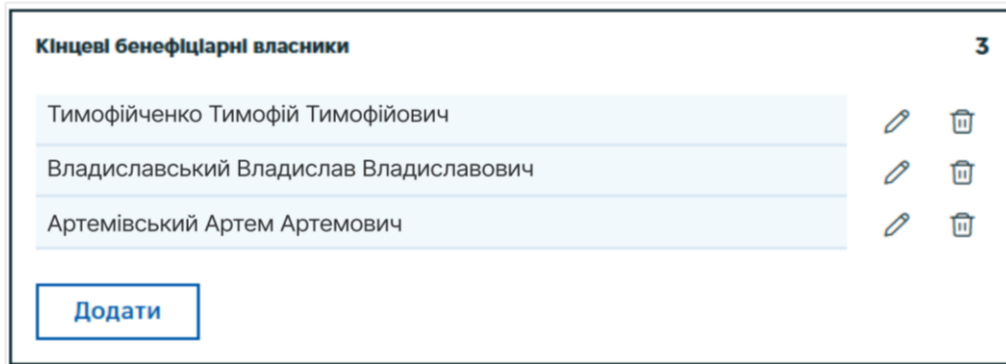 Кінцеві бенефіціарні власники 3
Тимофійченко Тимофій Тимофійович
Владиславський Владислав Владиславович
Артемівський Артем Артемович
Додати